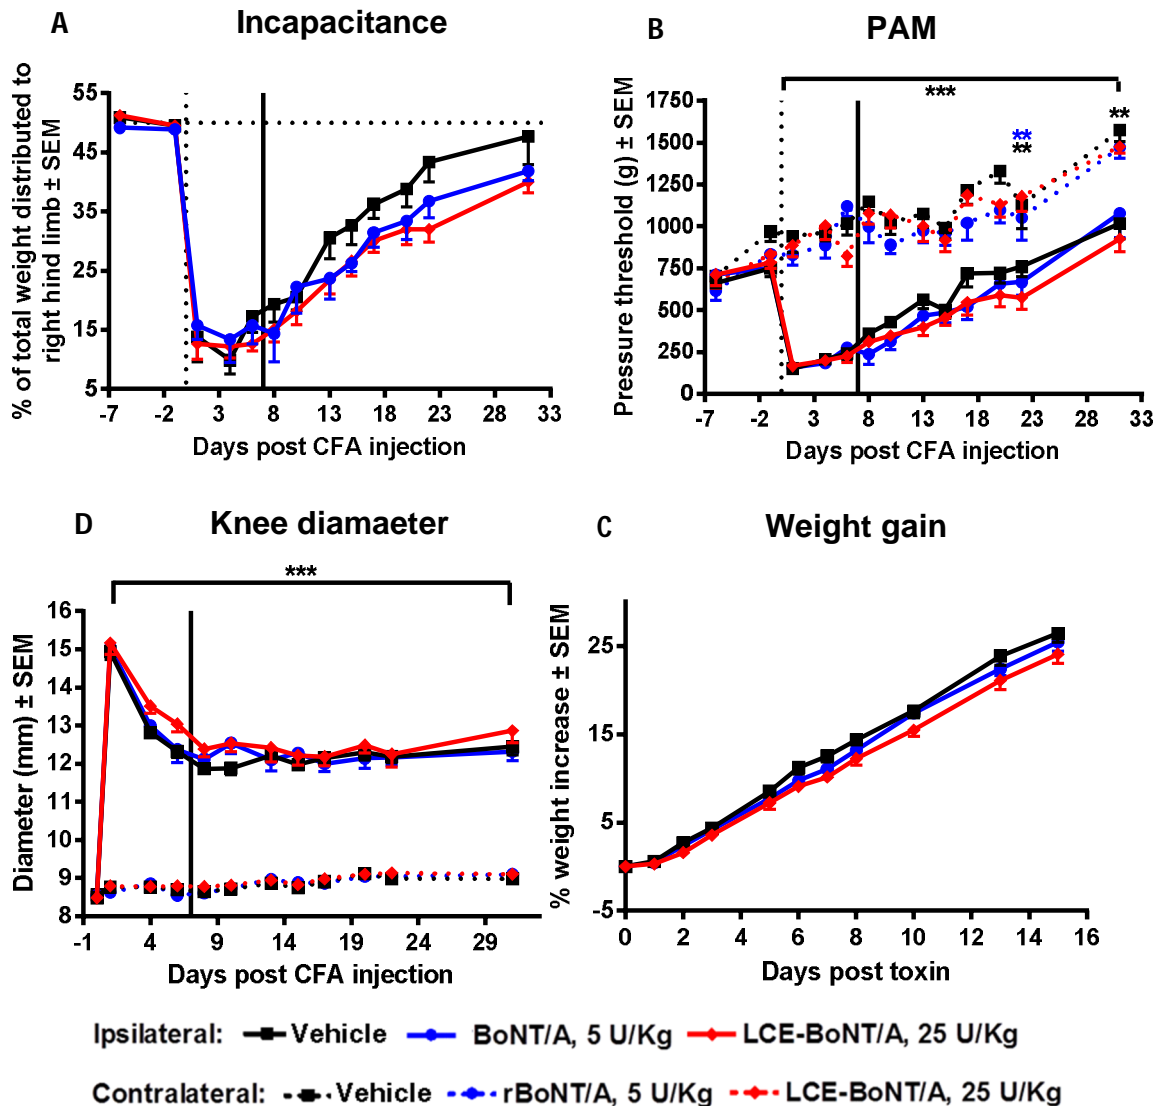 A
Incapacitance
% of total weight distributed to
right hind limb ± SEM
55
45
35
25
15
5
-7 -2 3 8 13 18 23 28 33
Days post CFA injection
B
PAM
***
**
**
**
Pressure threshold (g) ± SEM
1750
1500
1250
1000
750
500
250
0
-7 -2 3 8 13 18 23 28 33
Days post CFA injection
D
Knee diamaeter
***
Diameter (mm) ± SEM
16
15
14
13
12
11
10
9
8
-1 4 9 14 19 24 29
Days post CFA injection
C
Weight gain
% weight increase ± SEM
25
15
5
-5
0 2 4 6 8 10 12 14 16
Days post toxin
Ipsilateral: Vehicle BoNT/A, 5 U/Kg LCE-BoNT/A, 25 U/Kg
Contralateral: Vehicle rBoNT/A, 5 U/Kg LCE-BoNT/A, 25 U/Kg